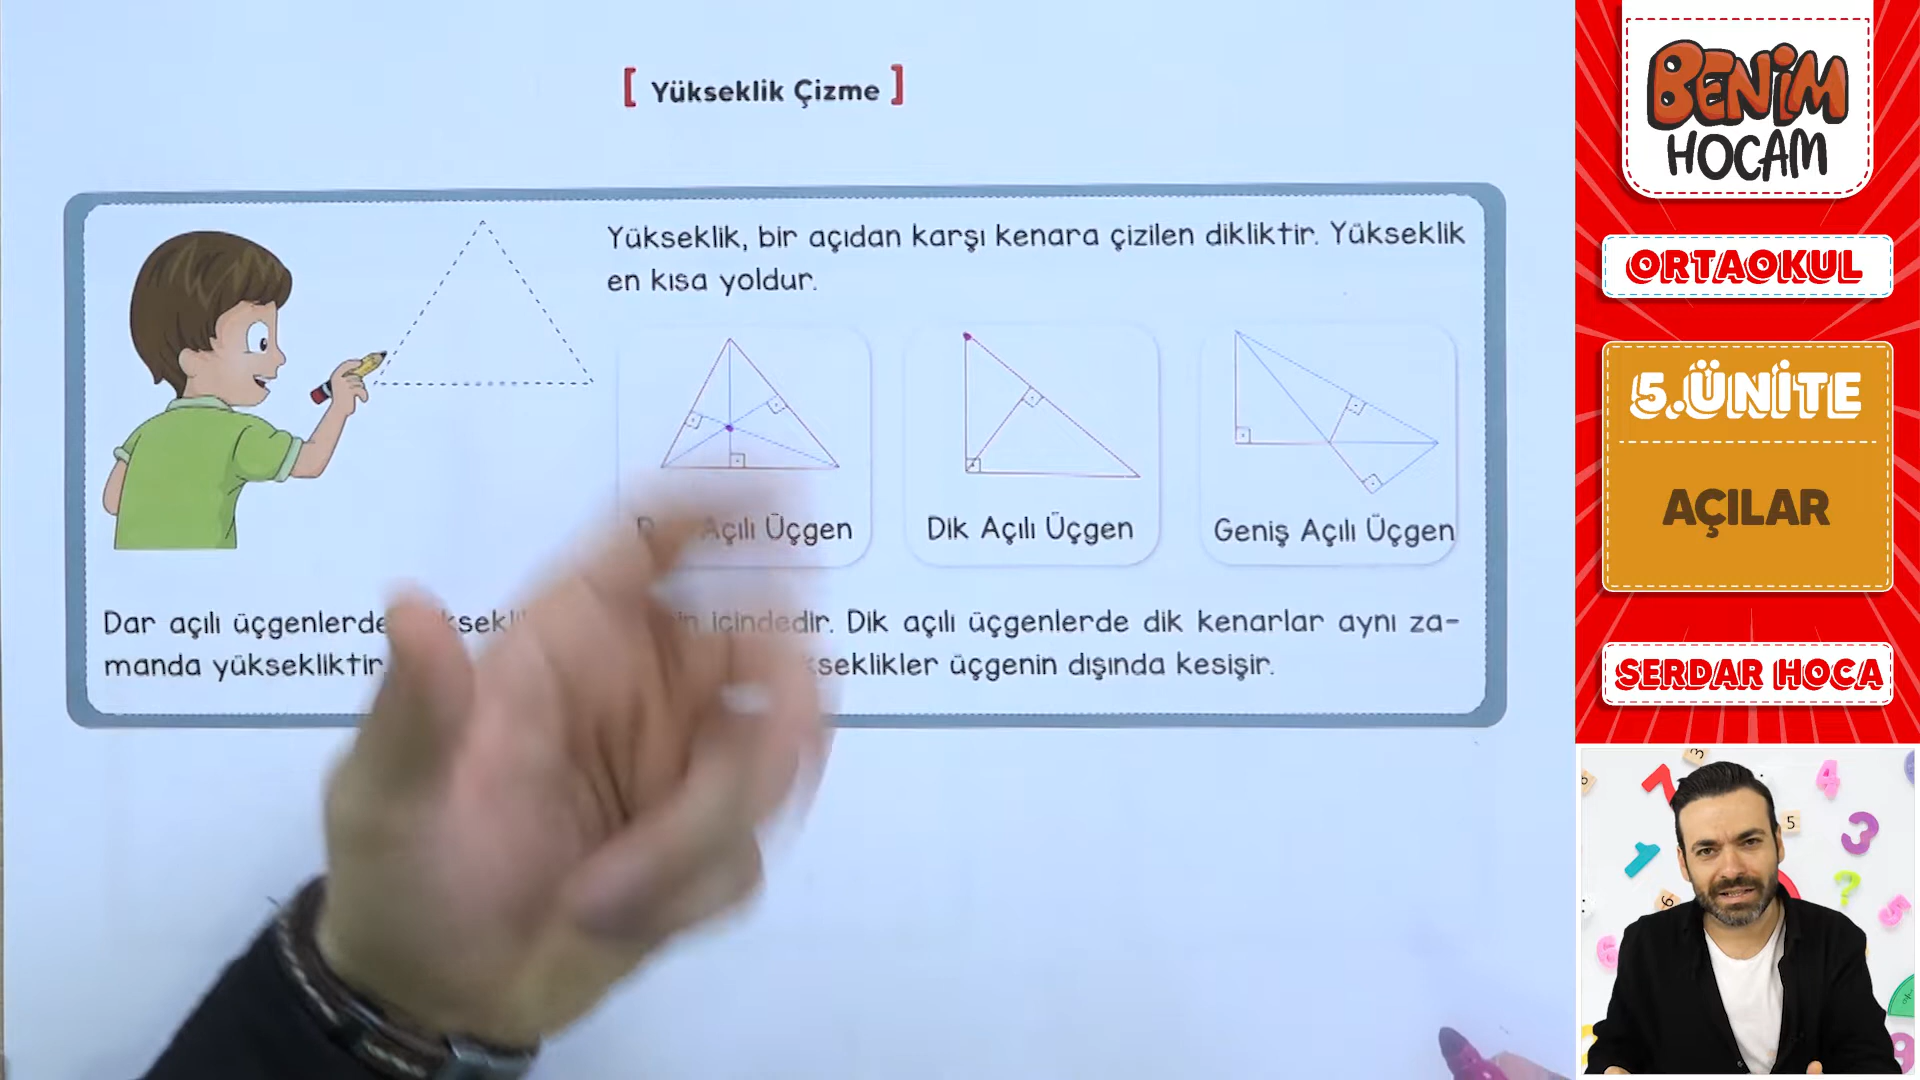 [ Yükseklik Çizme ]
Yükseklik, bir açıdan karşı kenara çizilen dikliktir. Yükseklik
en kısa yoldur.
Açılı Üçgen
Dik Açılı Üçgen
Geniş Açılı Üçgen
Dar açılı üçgenlerde içindedir. Dik açılı üçgenlerde dik kenarlar aynı za-
manda yüksekliktir üçgenin dışında kesişir.
BENİM
HOCAM
ORTAOKUL
5.ÜNİTE
AÇILAR
SERDAR HOCA